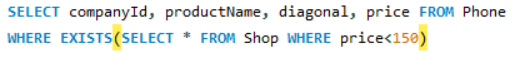 SELECT companyId, productName, diagonal, price FROM Phone
WHERE EXISTS(SELECT * FROM Shop WHERE price<150)